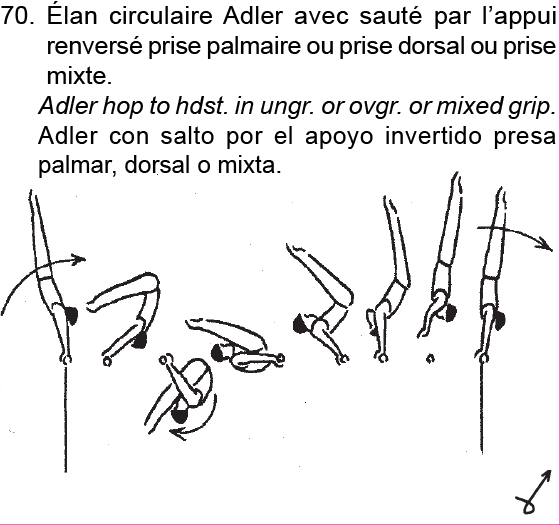 70. Élan circulaire Adler avec sauté par l’appui
renversé prise palmaire ou prise dorsal ou prise
mixte.
Adler hop to hdst. in ungr. or ovgr. or mixed grip.
Adler con salto por el apoyo invertido presa
palmar, dorsal o mixta.